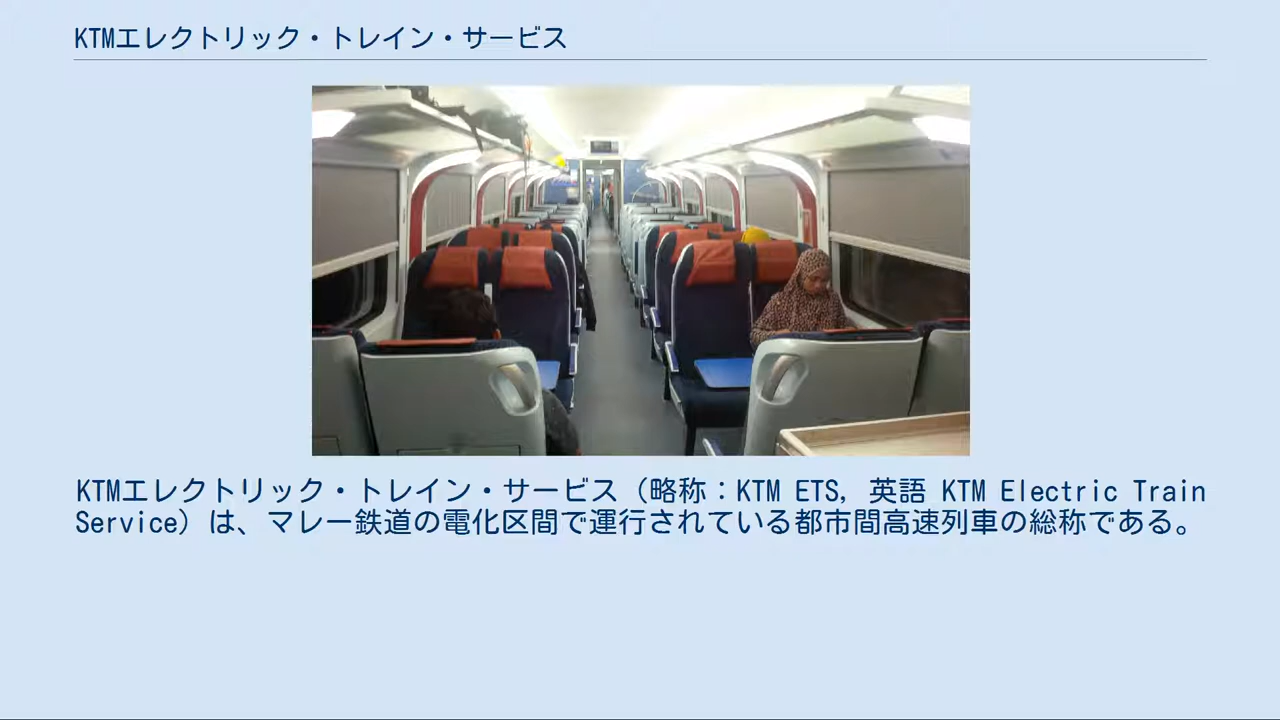 KTMエレクトリック・トレイン・サービス
KTMエレクトリック・トレイン・サービス（略称：KTM ETS, 英語 KTM Electric Train
Service）は、マレー鉄道の電化区間で運行されている都市間高速列車の総称である。